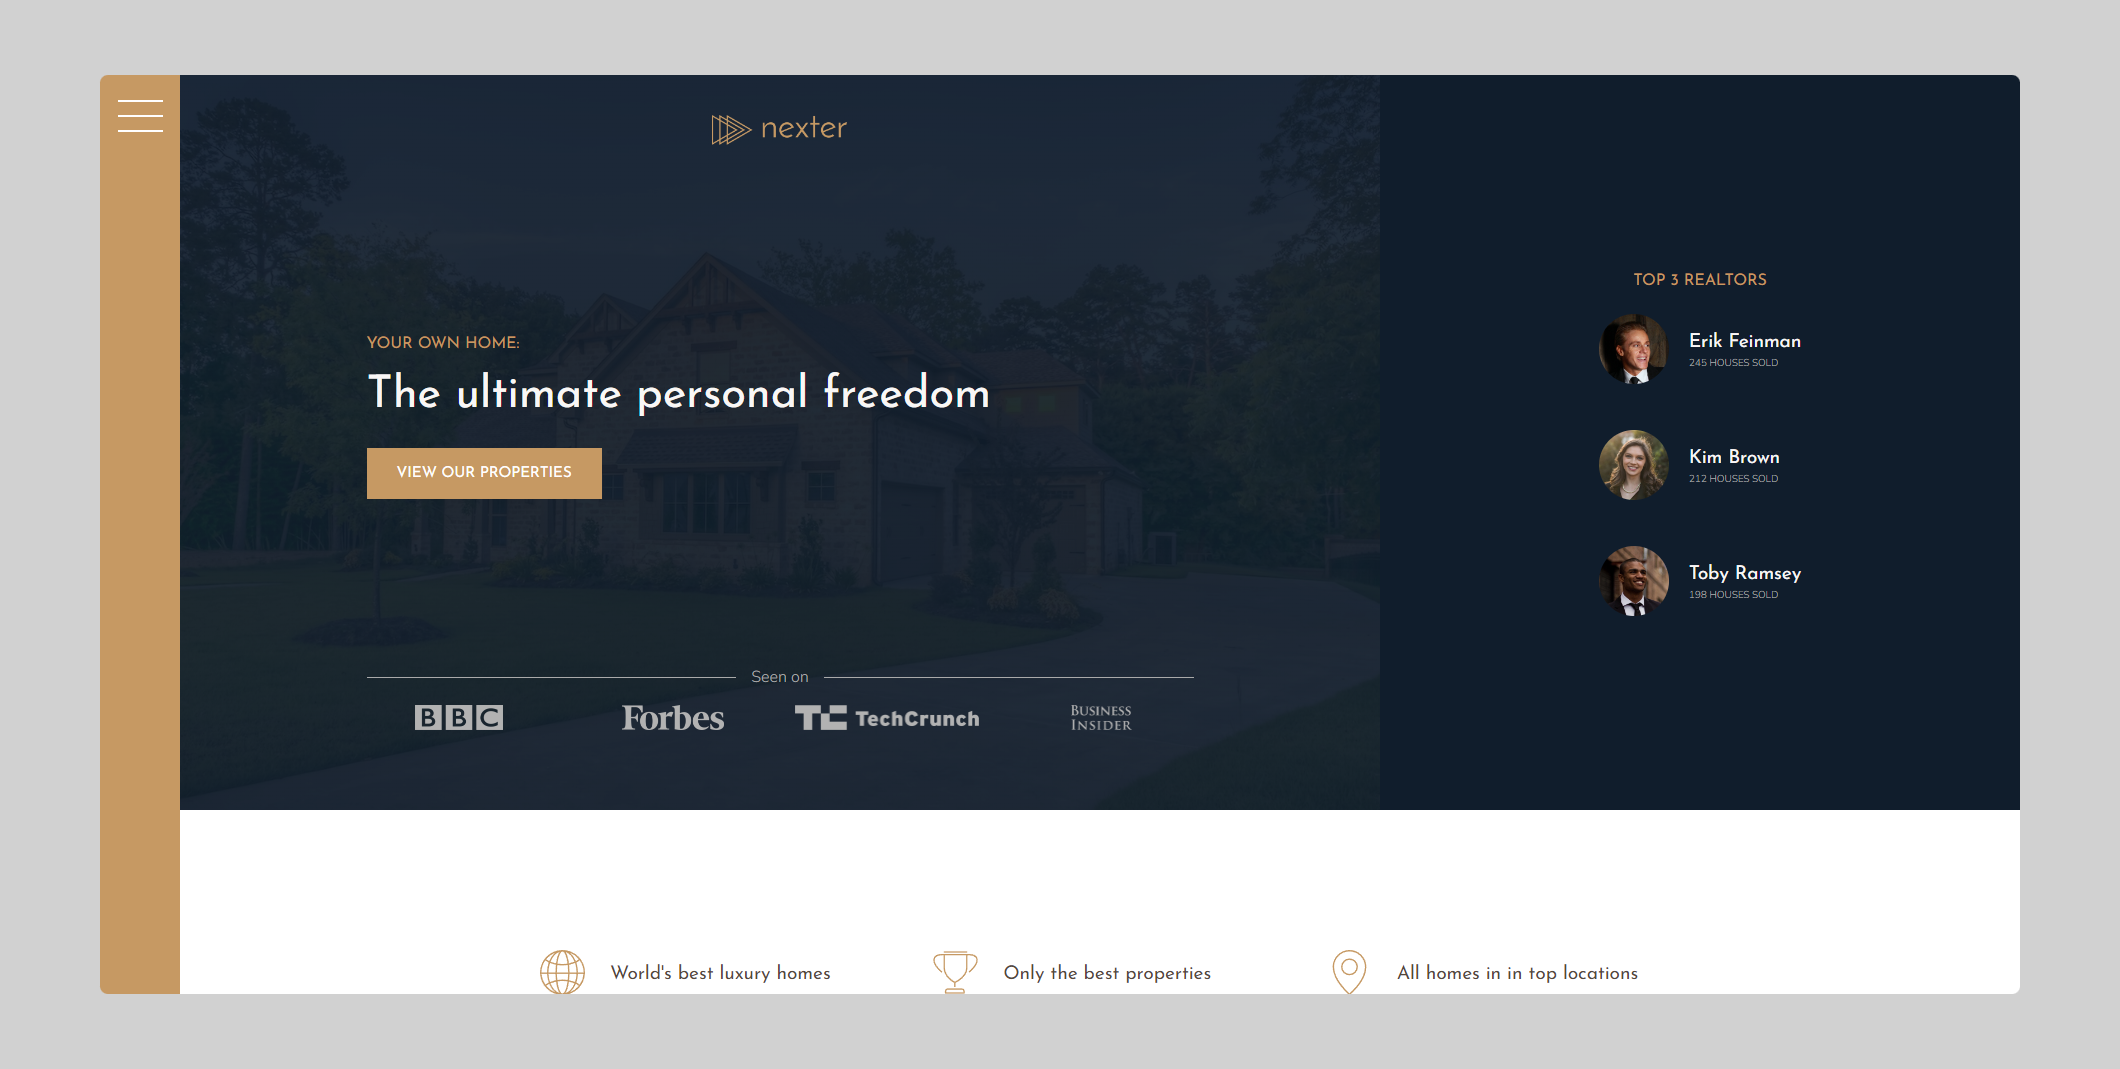 nexter
YOUR OWN HOME:
The ultimate personal freedom
VIEW OUR PROPERTIES
Seen on
BBC
Forbes
TC TechCrunch
BUSINESS
INSIDER
TOP 3 REALTORS
Erik Feinman
245 HOUSES SOLD
Kim Brown
212 HOUSES SOLD
Toby Ramsey
198 HOUSES SOLD
World's best luxury homes
Only the best properties
All homes in in top locations